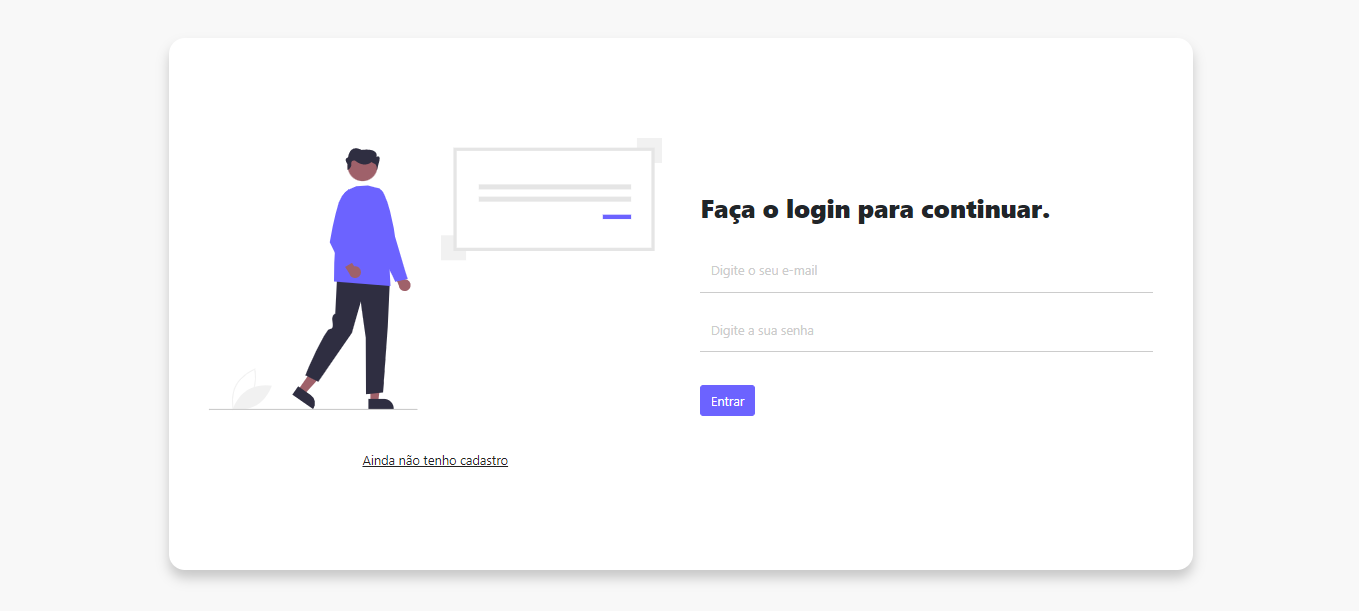 Faça o login para continuar.
Digite o seu e-mail
Digite a sua senha
Entrar
Ainda não tenho cadastro